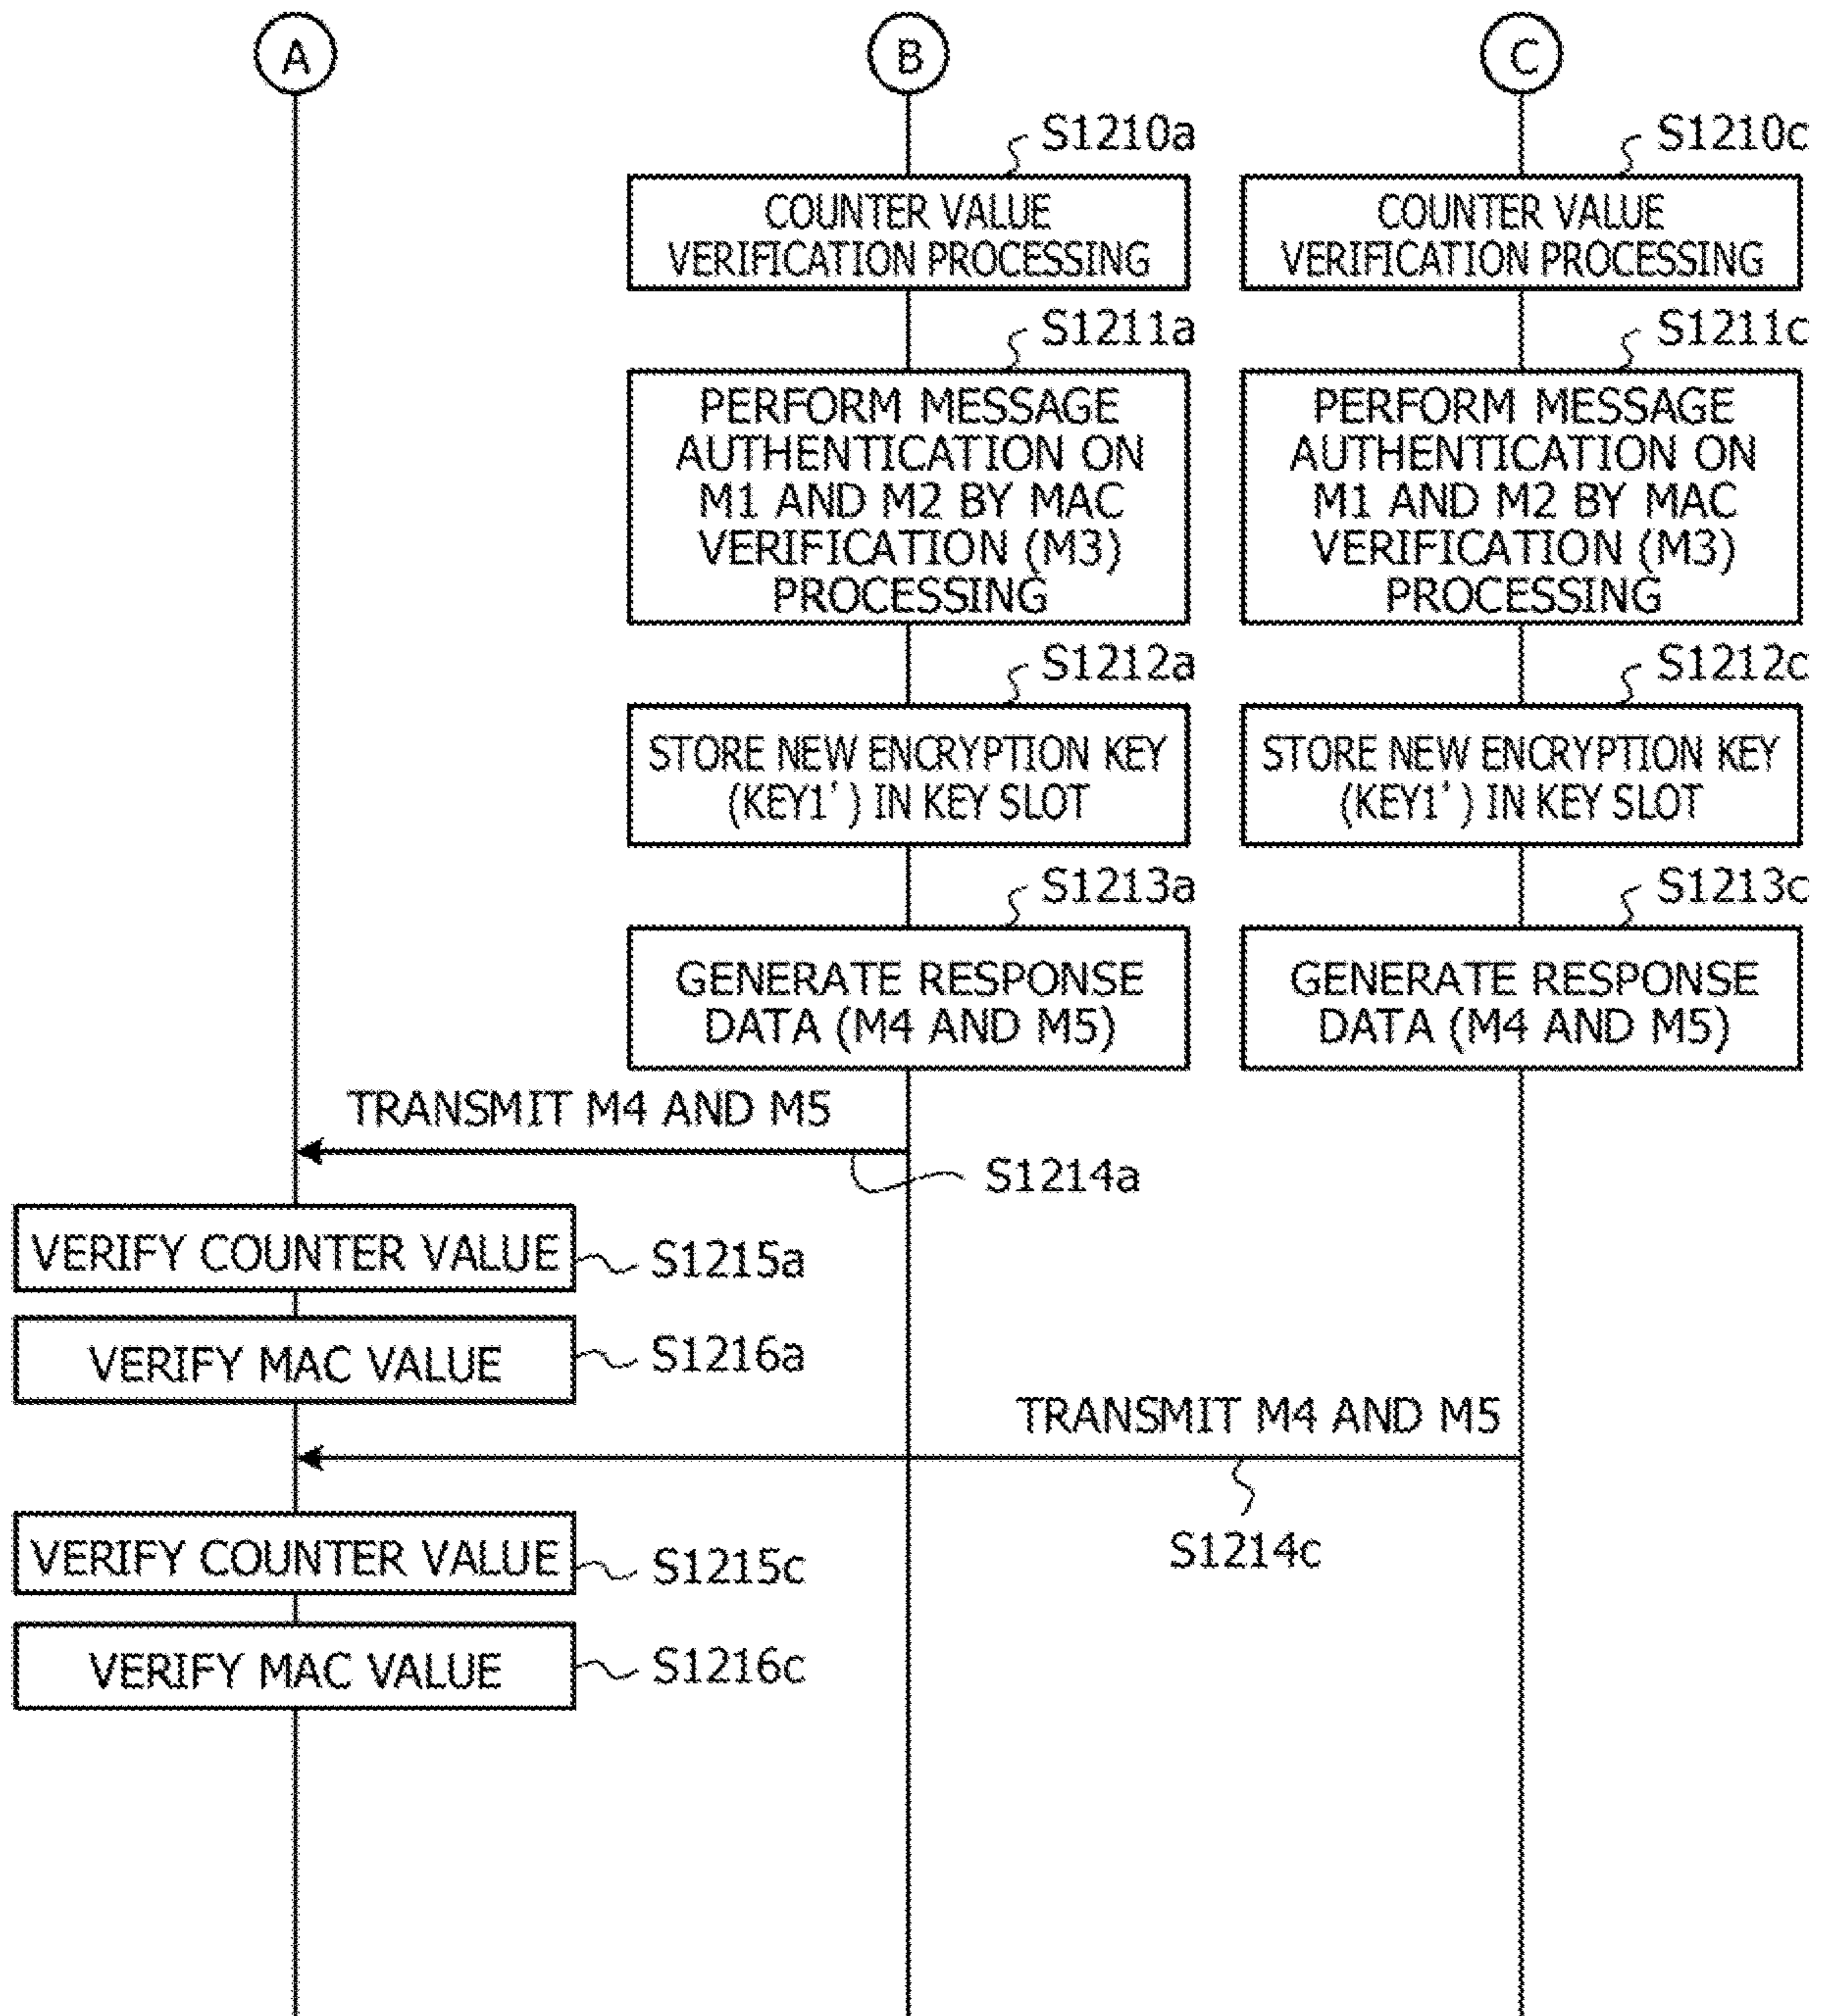 A
B
C
S1210a
S1210c
COUNTER VALUE
VERIFICATION PROCESSING
COUNTER VALUE
VERIFICATION PROCESSING
S1211a
S1211c
PERFORM MESSAGE
AUTHENTICATION ON
M1 AND M2 BY MAC
VERIFICATION (M3)
PROCESSING
PERFORM MESSAGE
AUTHENTICATION ON
M1 AND M2 BY MAC
VERIFICATION (M3)
PROCESSING
S1212a
S1212c
STORE NEW ENCRYPTION KEY
(KEY1') IN KEY SLOT
STORE NEW ENCRYPTION KEY
(KEY1') IN KEY SLOT
S1213a
S1213c
GENERATE RESPONSE
DATA (M4 AND M5)
GENERATE RESPONSE
DATA (M4 AND M5)
TRANSMIT M4 AND M5
S1214a
VERIFY COUNTER VALUE
S1215a
VERIFY MAC VALUE
S1216a
TRANSMIT M4 AND M5
S1214c
VERIFY COUNTER VALUE
S1215c
VERIFY MAC VALUE
S1216c